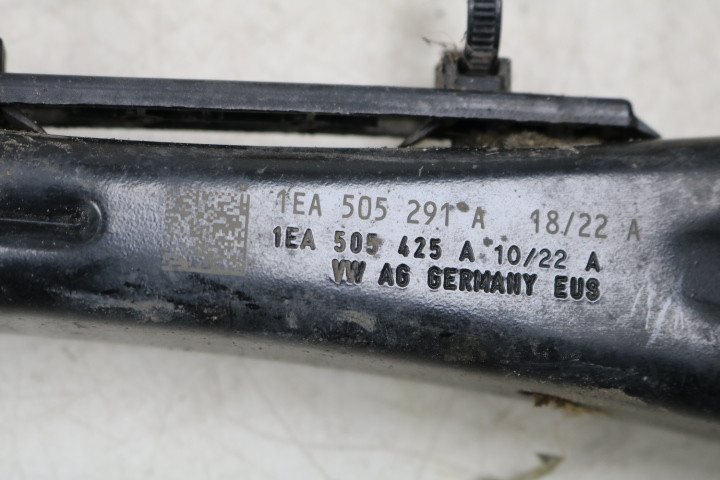 1EA 505 291 A 18/22 A
1EA 505 425 A 10/22 A
VW AG GERMANY EUS